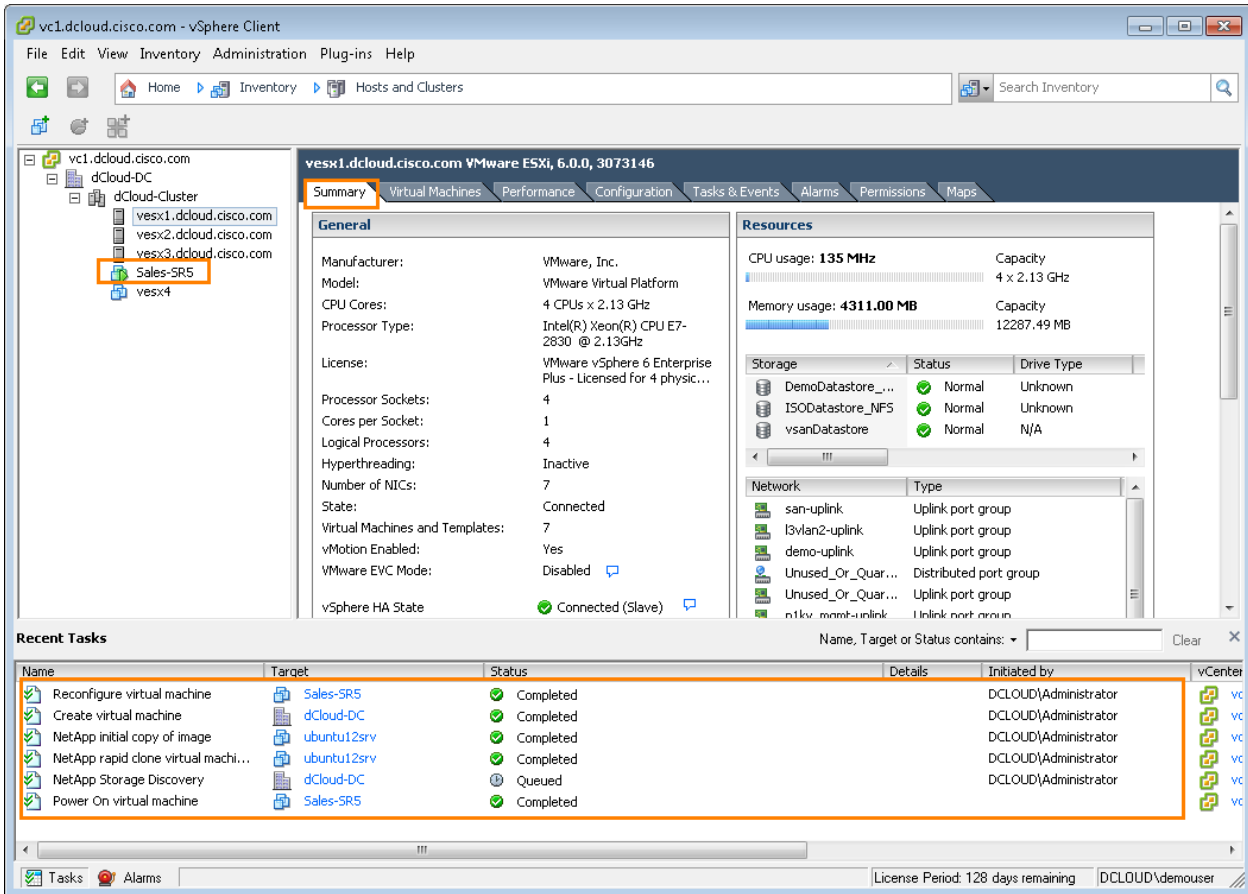 vc1.dcloud.cisco.com - vSphere Client
File Edit View Inventory Administration Plug-ins Help
Home Inventory Hosts and Clusters Search Inventory
vc1.dcloud.cisco.com
dCloud-DC
dCloud-Cluster
vesx1.dcloud.cisco.com
vesx2.dcloud.cisco.com
vesx3.dcloud.cisco.com
Sales-SR5
vesx4
vesx1.dcloud.cisco.com VMware ESXi, 6.0.0, 3073146
Summary Virtual Machines Performance Configuration Tasks & Events Alarms Permissions Maps
General
Manufacturer: VMware, Inc.
Model: VMware Virtual Platform
CPU Cores: 4 CPUs x 2.13 GHz
Processor Type: Intel(R) Xeon(R) CPU E7-
2830 @ 2.13GHz
License: VMware vSphere 6 Enterprise
Plus - Licensed for 4 physic...
Processor Sockets: 4
Cores per Socket: 1
Logical Processors: 4
Hyperthreading: Inactive
Number of NICs: 7
State: Connected
Virtual Machines and Templates: 7
vMotion Enabled: Yes
VMware EVC Mode: Disabled
vSphere HA State Connected (Slave)
Resources
CPU usage: 135 MHz Capacity
4 x 2.13 GHz
Memory usage: 4311.00 MB Capacity
12287.49 MB
Storage Status Drive Type
DemoDatastore_... Normal Unknown
ISODatastore_NFS Normal Unknown
vsanDatastore Normal N/A
Network Type
san-uplink Uplink port group
l3vlan2-uplink Uplink port group
demo-uplink Uplink port group
Unused_Or_Quar... Distributed port group
Unused_Or_Quar... Uplink port group
n1kv_mgmt-uplink Uplink port group
Recent Tasks Name, Target or Status contains: Clear
Name Target Status Details Initiated by vCenter
Reconfigure virtual machine Sales-SR5 Completed DCLOUD\Administrator vc
Create virtual machine dCloud-DC Completed DCLOUD\Administrator vc
NetApp initial copy of image ubuntu12srv Completed DCLOUD\Administrator vc
NetApp rapid clone virtual machi... ubuntu12srv Completed DCLOUD\Administrator vc
NetApp Storage Discovery dCloud-DC Queued DCLOUD\Administrator vc
Power On virtual machine Sales-SR5 Completed vc
Tasks Alarms License Period: 128 days remaining DCLOUD\demouser